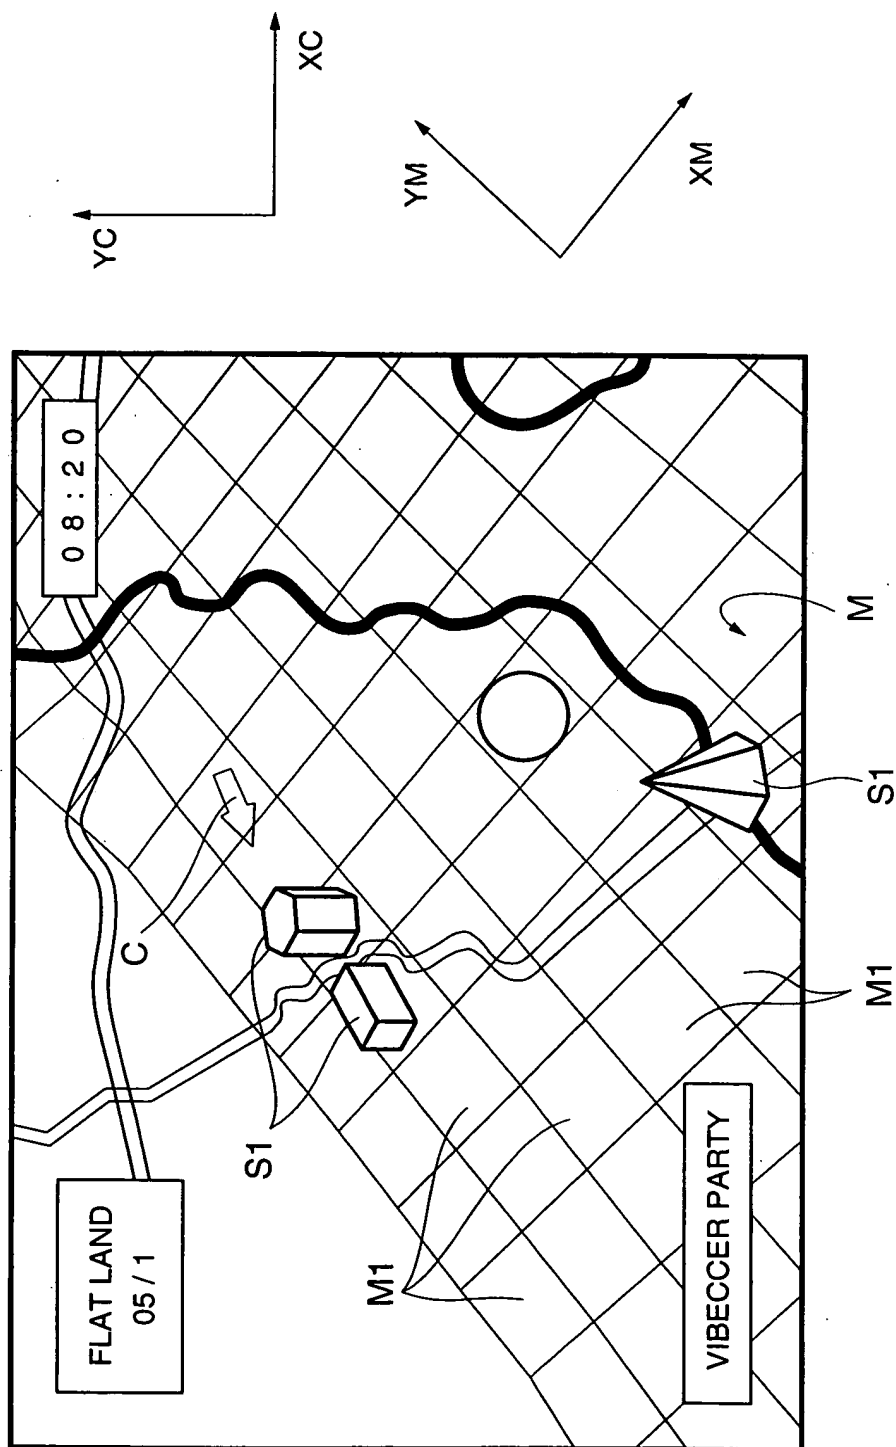 FLAT LAND
05 / 1
08 : 20
YC
C
S1
XC
M1
YM
XM
VIBECCER PARTY
M1
S1
M